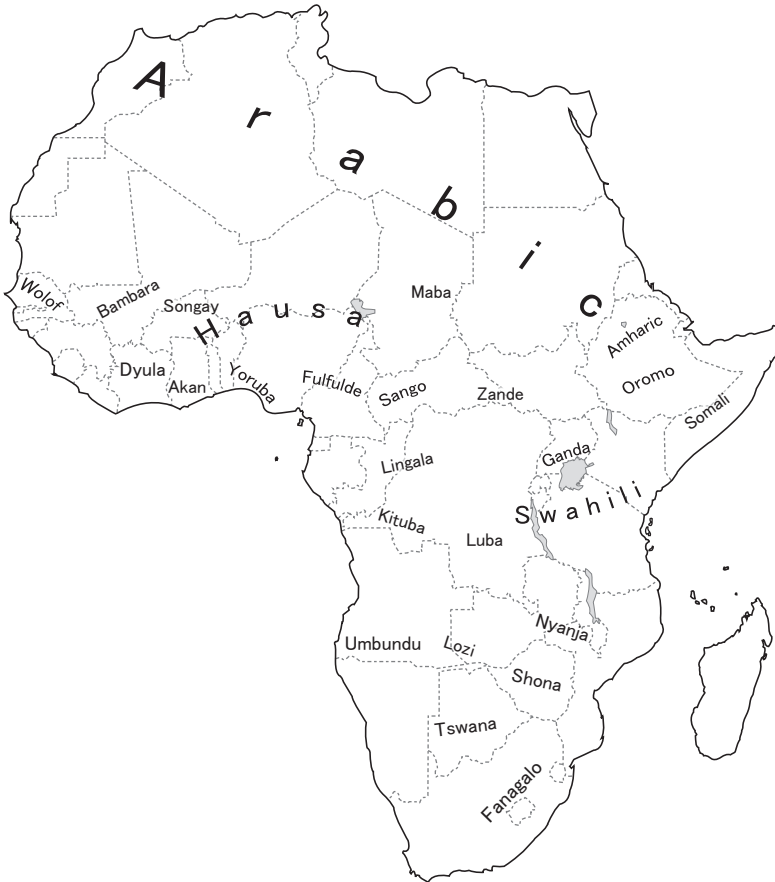 Arabic
Maba
Wolof
Bambara
Songay
Hausa
Amharic
Dyula
Akan
Yoruba
Fulfulde
Sango
Zande
Oromo
Somali
Lingala
Ganda
Kituba
Luba
Swahili
Umbundu
Lozi
Nyanja
Shona
Tswana
Fanagalo